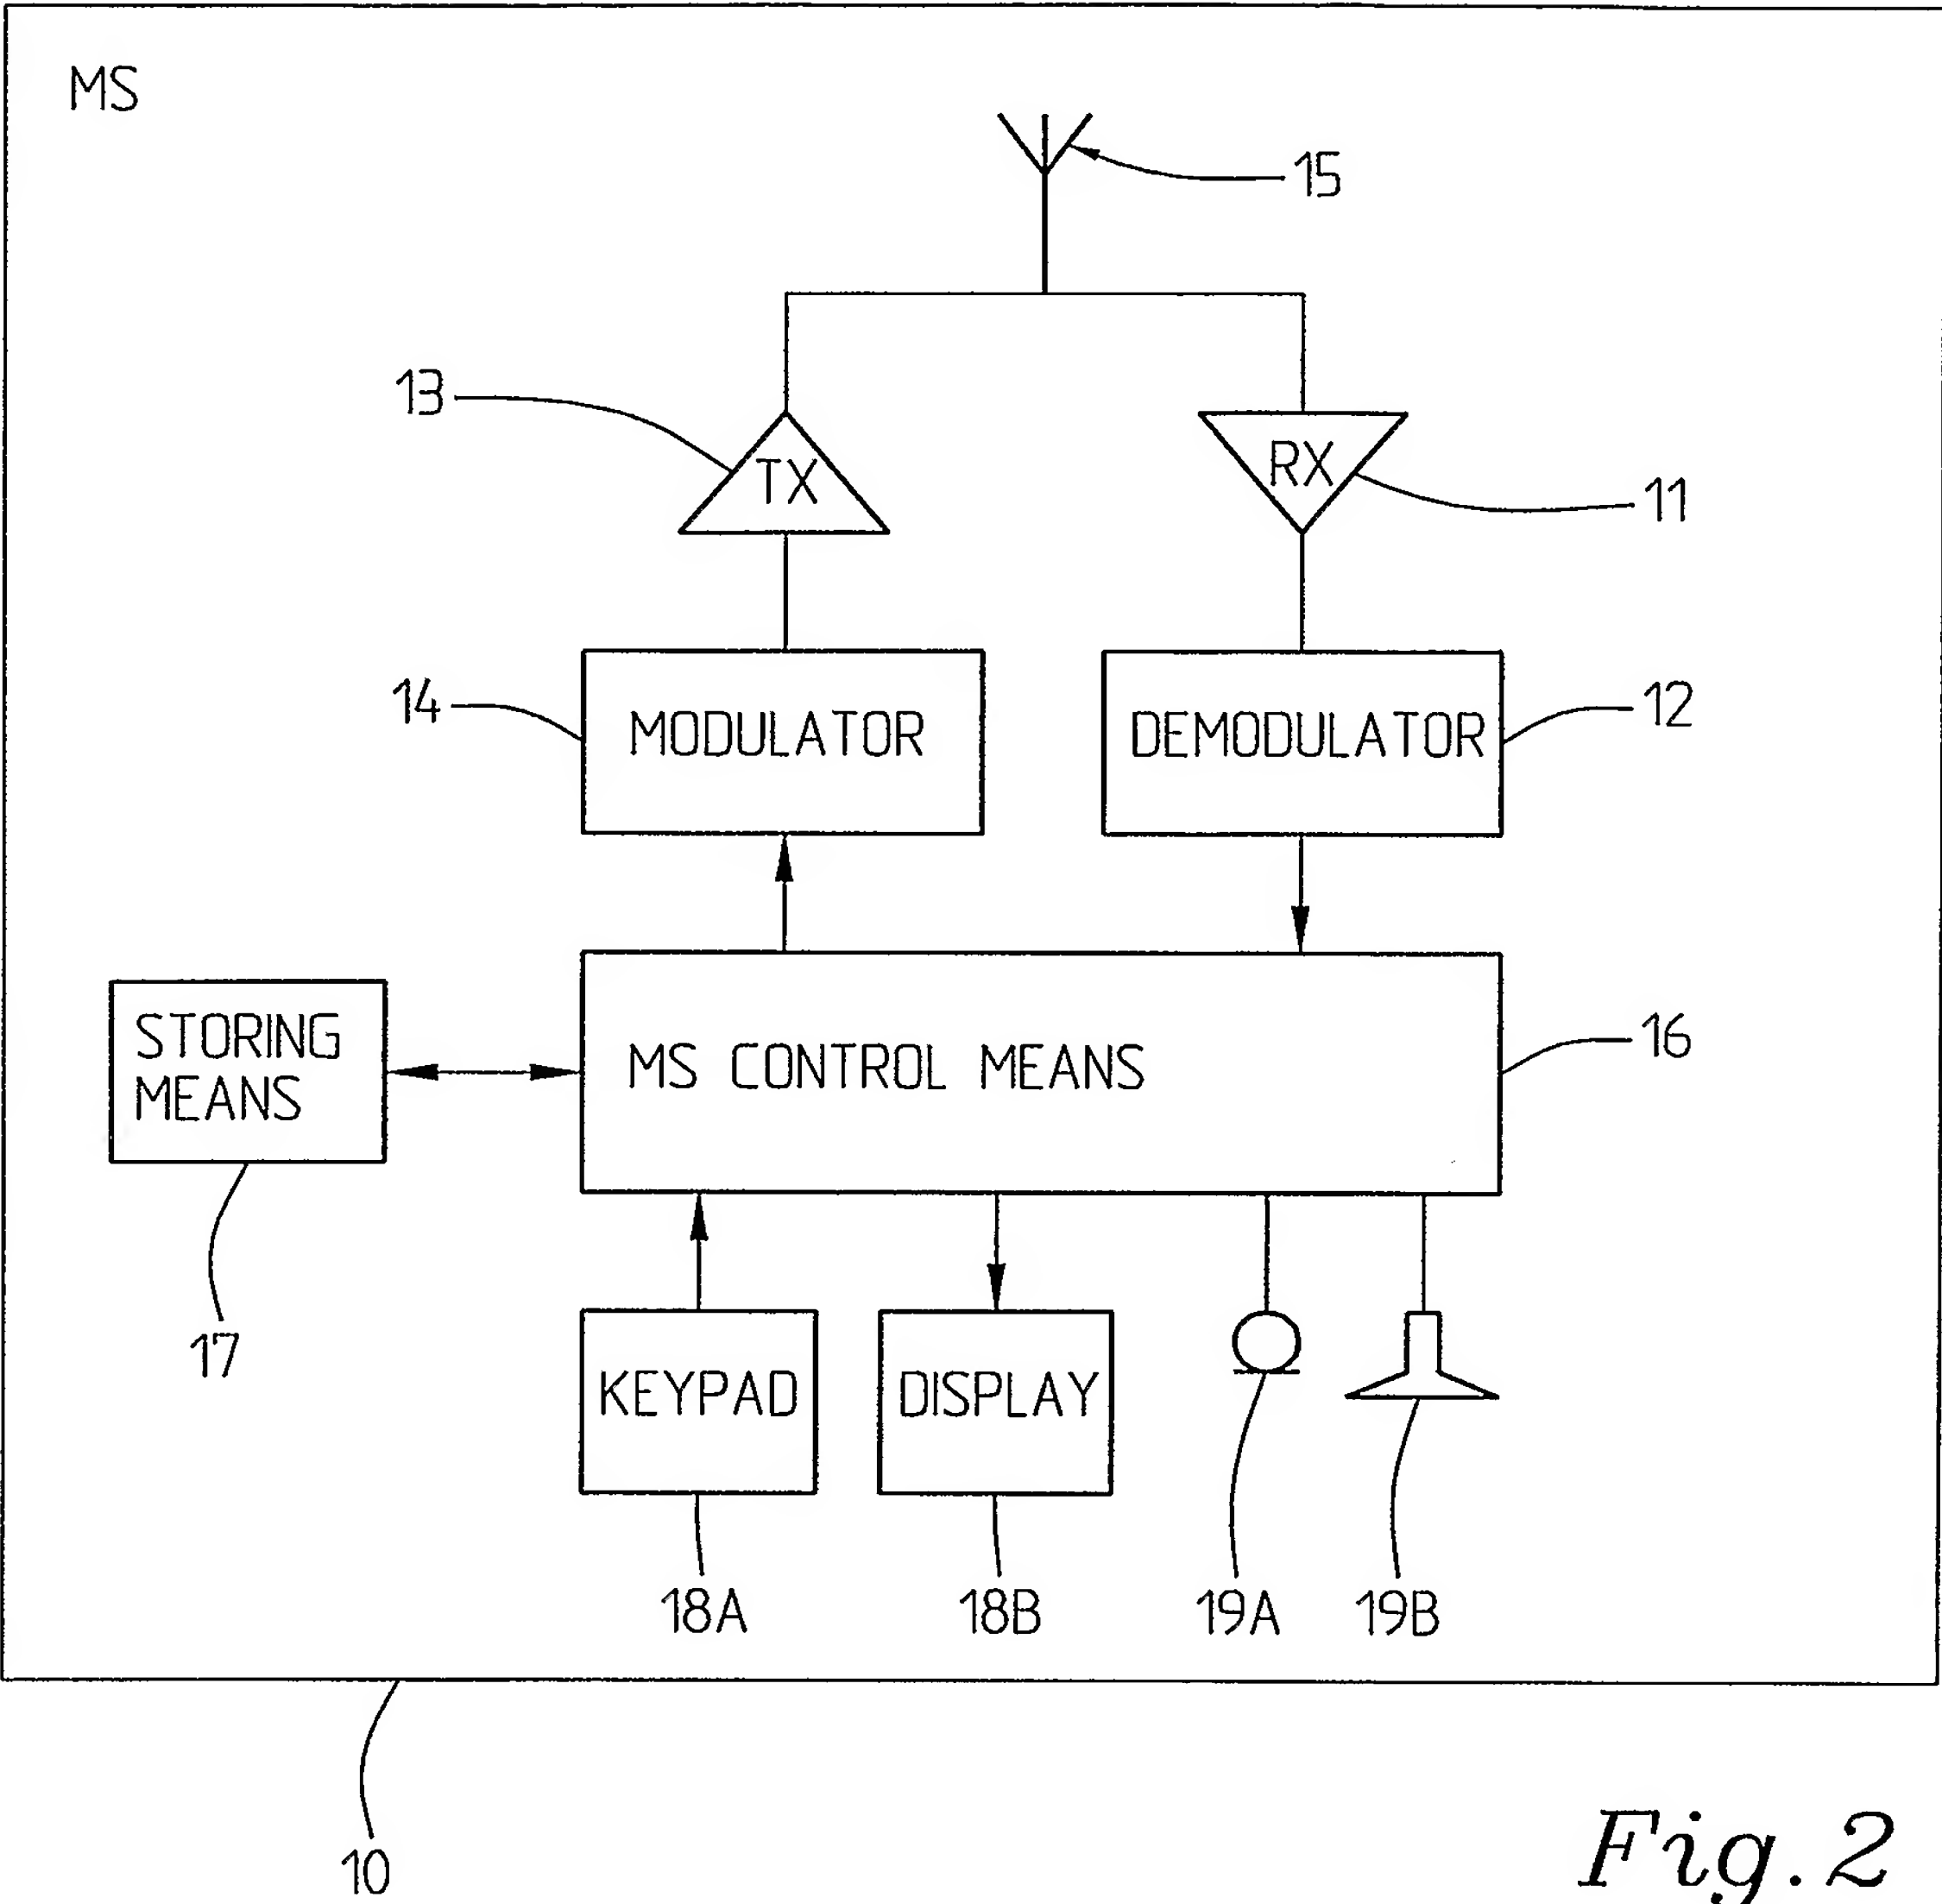 MS
15
13
TX
RX
11
14
MODULATOR
DEMODULATOR
12
STORING
MEANS
MS CONTROL MEANS
16
17
KEYPAD
DISPLAY
18A
18B
19A
19B
10
Fig. 2